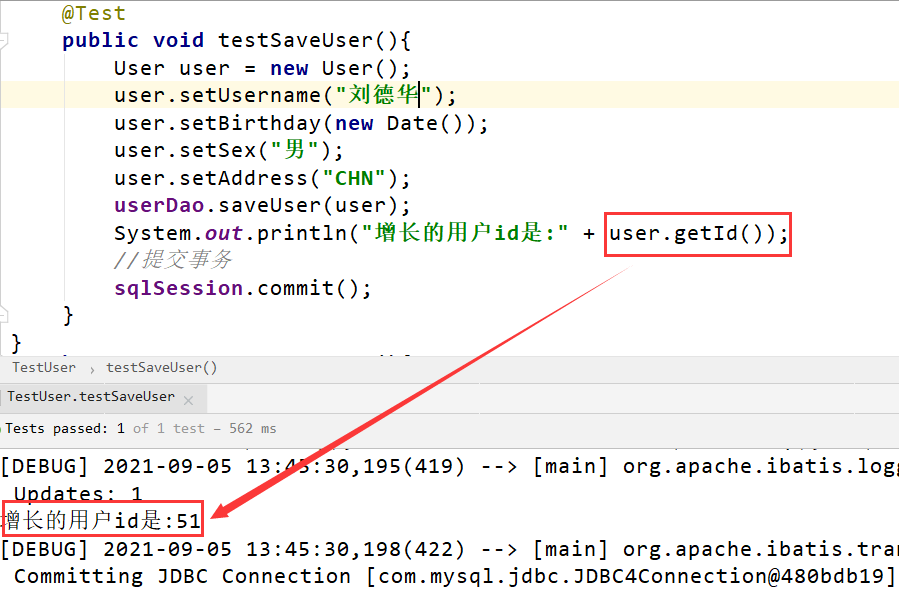 @Test
public void testSaveUser(){
User user = new User();
user.setUsername("刘德华");
user.setBirthday(new Date());
user.setSex("男");
user.setAddress("CHN");
userDao.saveUser(user);
System.out.println("增长的用户id是:" + user.getId());
//提交事务
sqlSession.commit();
}
}
TestUser › testSaveUser()
TestUser.testSaveUser ×
Tests passed: 1 of 1 test – 562 ms
[DEBUG] 2021-09-05 13:45:30,195(419) --> [main] org.apache.ibatis.logg
Updates: 1
增长的用户id是:51
[DEBUG] 2021-09-05 13:45:30,198(422) --> [main] org.apache.ibatis.tran
Committing JDBC Connection [com.mysql.jdbc.JDBC4Connection@480bdb19]